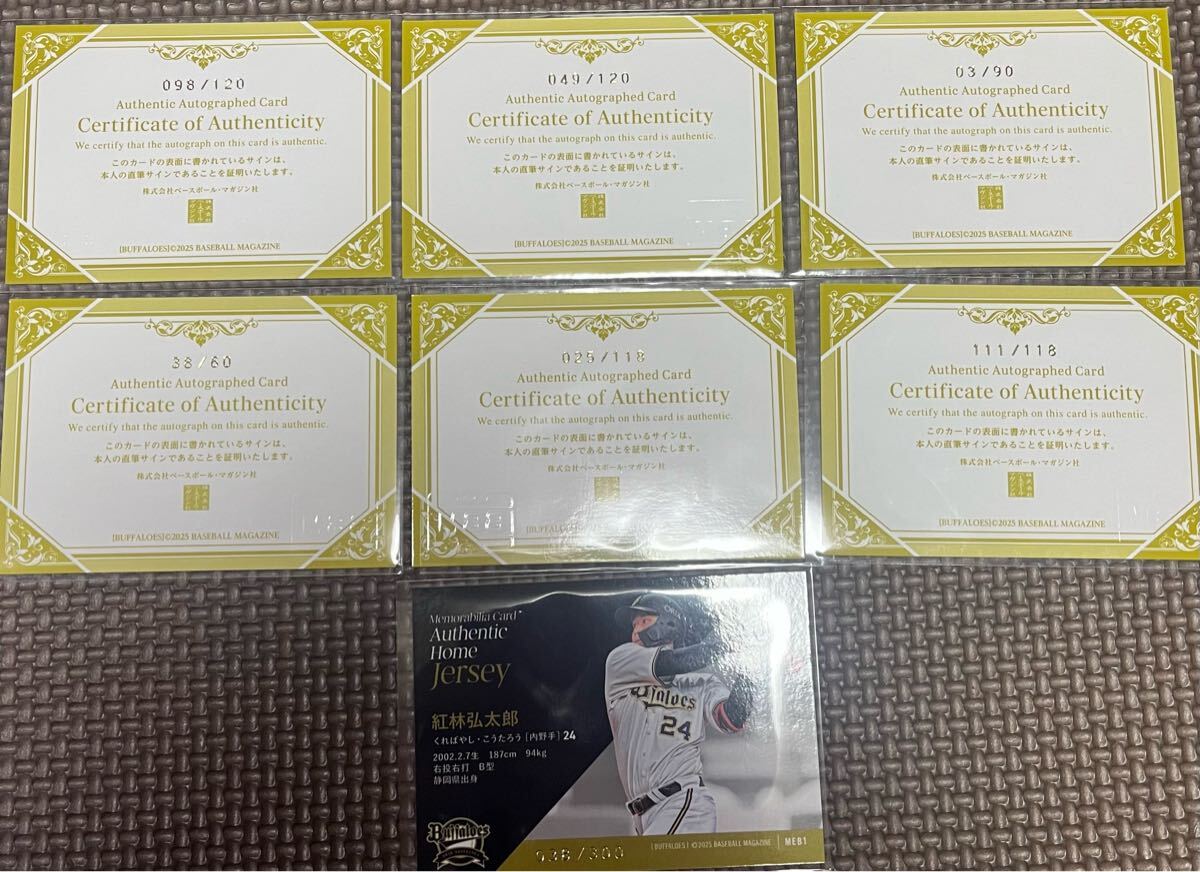 098/120
Authentic Autographed Card
Certificate of Authenticity
We certify that the autograph on this card is authentic.
このカードの表面に書かれているサインは、
本人の直筆サインであることを証明いたします。
株式会社ベースボール・マガジン社
[BUFFALOES]©2025 BASEBALL MAGAZINE
049/120
Authentic Autographed Card
Certificate of Authenticity
We certify that the autograph on this card is authentic.
このカードの表面に書かれているサインは、
本人の直筆サインであることを証明いたします。
株式会社ベースボール・マガジン社
[BUFFALOES]©2025 BASEBALL MAGAZINE
03/90
Authentic Autographed Card
Certificate of Authenticity
We certify that the autograph on this card is authentic.
このカードの表面に書かれているサインは、
本人の直筆サインであることを証明いたします。
株式会社ベースボール・マガジン社
[BUFFALOES]©2025 BASEBALL MAGAZINE
38/60
Authentic Autographed Card
Certificate of Authenticity
We certify that the autograph on this card is authentic.
このカードの表面に書かれているサインは、
本人の直筆サインであることを証明いたします。
株式会社ベースボール・マガジン社
[BUFFALOES]©2025 BASEBALL MAGAZINE
025/118
Authentic Autographed Card
Certificate of Authenticity
We certify that the autograph on this card is authentic.
このカードの表面に書かれているサインは、
本人の直筆サインであることを証明いたします。
株式会社ベースボール・マガジン社
[BUFFALOES]©2025 BASEBALL MAGAZINE
111/118
Authentic Autographed Card
Certificate of Authenticity
We certify that the autograph on this card is authentic.
このカードの表面に書かれているサインは、
本人の直筆サインであることを証明いたします。
株式会社ベースボール・マガジン社
[BUFFALOES]©2025 BASEBALL MAGAZINE
Memorabilia Card
Authentic
Home
Jersey
紅林弘太郎
くればやし・こうたろう [内野手] 24
2002.2.7生 187cm 94kg
右投右打 B型
静岡県出身
Buffaloes
24
Buffaloes
038/300
[BUFFALOES] ©2025 BASEBALL MAGAZINE MEB1